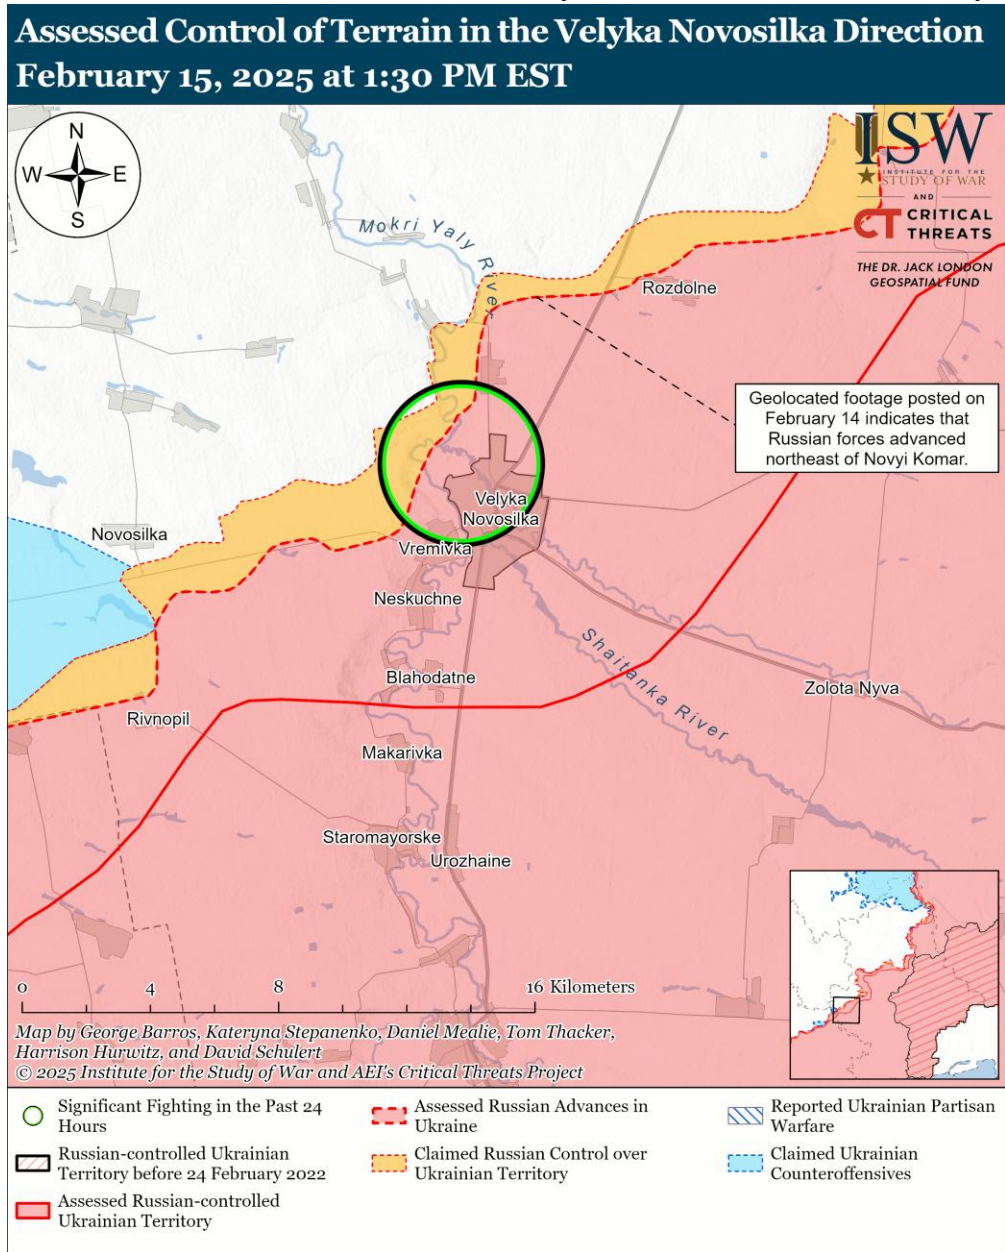 Assessed Control of Terrain in the Velyka Novosilka Direction
February 15, 2025 at 1:30 PM EST
N
W
E
S
ISW
INSTITUTE FOR THE
STUDY OF WAR
AND
CT CRITICAL
THREATS
THE DR. JACK LONDON
GEOSPATIAL FUND
Mokri Yaly River
Rozdolne
Geolocated footage posted on
February 14 indicates that
Russian forces advanced
northeast of Novyi Komar.
Velyka
Novosilka
Novosilka
Vremivka
Neskuchne
Shaitanka River
Blahodatne
Zolota Nyva
Rivnopil
Makarivka
Staromayorske
Urozhaine
0 4 8 16 Kilometers
Map by George Barros, Kateryna Stepanenko, Daniel Mealie, Tom Thacker,
Harrison Hurwitz, and David Schulert
© 2025 Institute for the Study of War and AEI's Critical Threats Project
Significant Fighting in the Past 24
Hours
Russian-controlled Ukrainian
Territory before 24 February 2022
Assessed Russian-controlled
Ukrainian Territory
Assessed Russian Advances in
Ukraine
Claimed Russian Control over
Ukrainian Territory
Reported Ukrainian Partisan
Warfare
Claimed Ukrainian
Counteroffensives